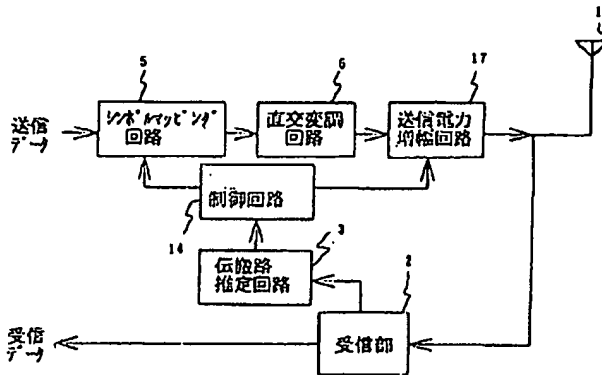 1
5
6
17
送信
データ
シンボルマッピング
回路
直交変調
回路
送信電力
増幅回路
制御回路
14
3
伝搬路
推定回路
2
受信部
受信
データ